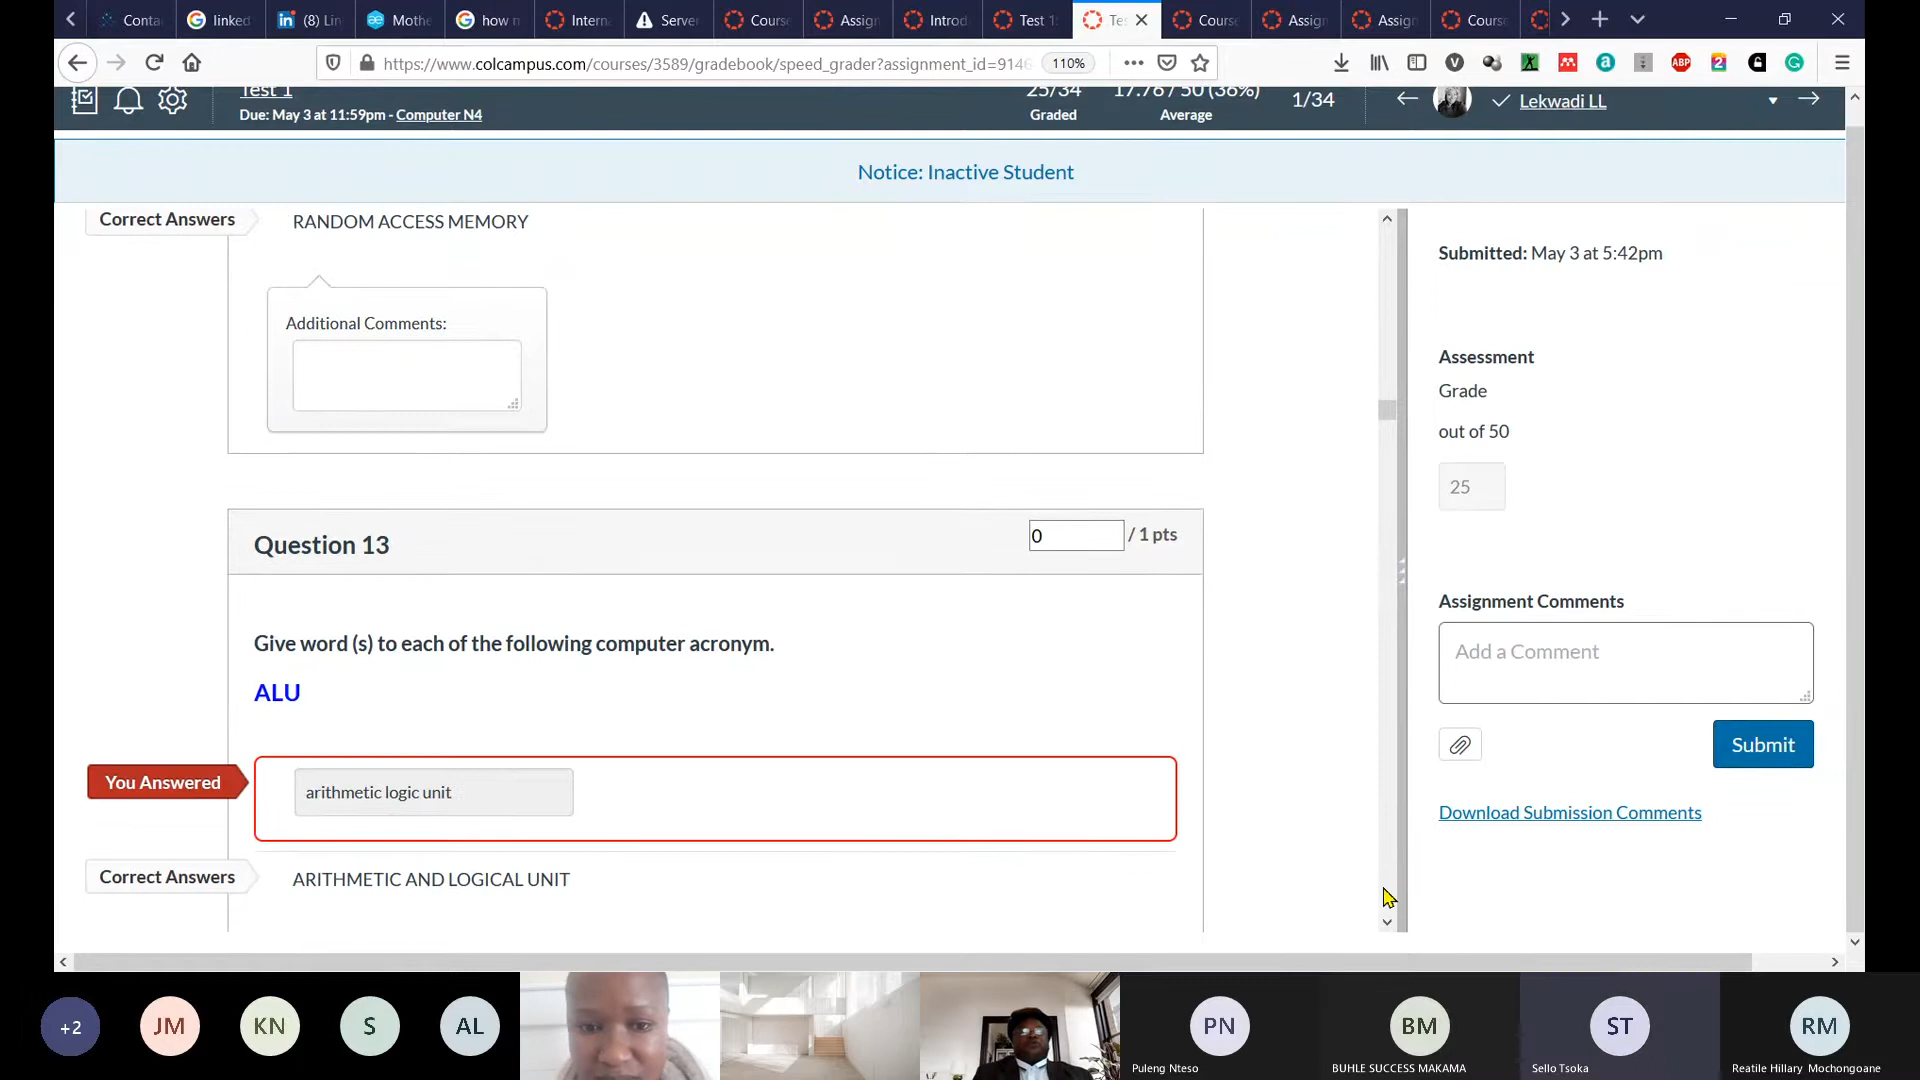 Conta
linked
(8) Lin
Mothe
how
Intern
Server
Course
Assign
Introd
Test 1
Tes
Course
Assign
Assign
Course
https://www.colcampus.com/courses/3589/gradebook/speed_grader?assignment_id=9146
110%
Test 1
Due: May 3 at 11:59pm - Computer N4
25/34
Graded
17.76 / 50 (36%)
Average
1/34
Lekwadi LL
Notice: Inactive Student
Correct Answers
RANDOM ACCESS MEMORY
Additional Comments:
Question 13
0
/ 1 pts
Give word (s) to each of the following computer acronym.
ALU
You Answered
arithmetic logic unit
Correct Answers
ARITHMETIC AND LOGICAL UNIT
Submitted: May 3 at 5:42pm
Assessment
Grade
out of 50
25
Assignment Comments
Add a Comment
Submit
Download Submission Comments
+2
JM
KN
S
AL
PN
Puleng Nteso
BM
BUHLE SUCCESS MAKAMA
ST
Sello Tsoka
RM
Reatile Hillary Mochongoane